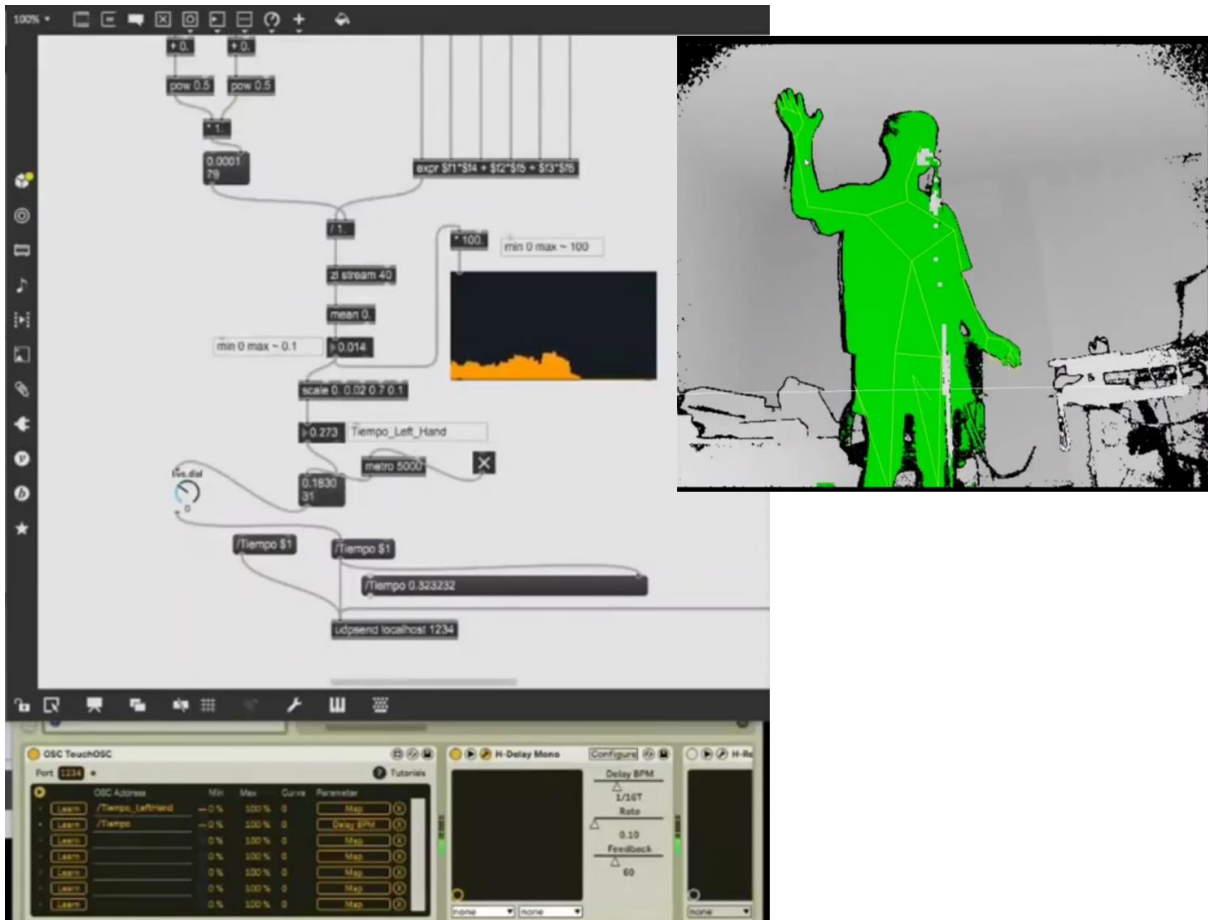 100%
+ 0.
+ 0.
pow 0.5
pow 0.5
* 1.
0.0001
79
expr $f1*$f4 + $f2*$f5 + $f3*$f6
/ 1.
* 100.
min 0 max ~ 100
zl stream 40
mean 0.
min 0 max ~ 0.1
0.014
scale 0. 0.02 0.7 0.1
0.273
Tiempo_Left_Hand
metro 5000
live.dial
0.1830
31
0
/Tiempo $1
/Tiempo $1
/Tiempo 0.323232
udpsend localhost 1234
OSC TouchOSC
Port 1234
? Tutorials
OSC Address Min Max Curve Parameter
Learn /Tiempo_LeftHand 0 % 100 % 0 Map X
Learn /Tiempo 0 % 100 % 0 Delay BPM X
Learn 0 % 100 % 0 Map X
Learn 0 % 100 % 0 Map X
Learn 0 % 100 % 0 Map X
Learn 0 % 100 % 0 Map X
Learn 0 % 100 % 0 Map X
H-Delay Mono
Configure
Delay BPM
1/16T
Rate
0.10
Feedback
60
none
none
H-Re
none